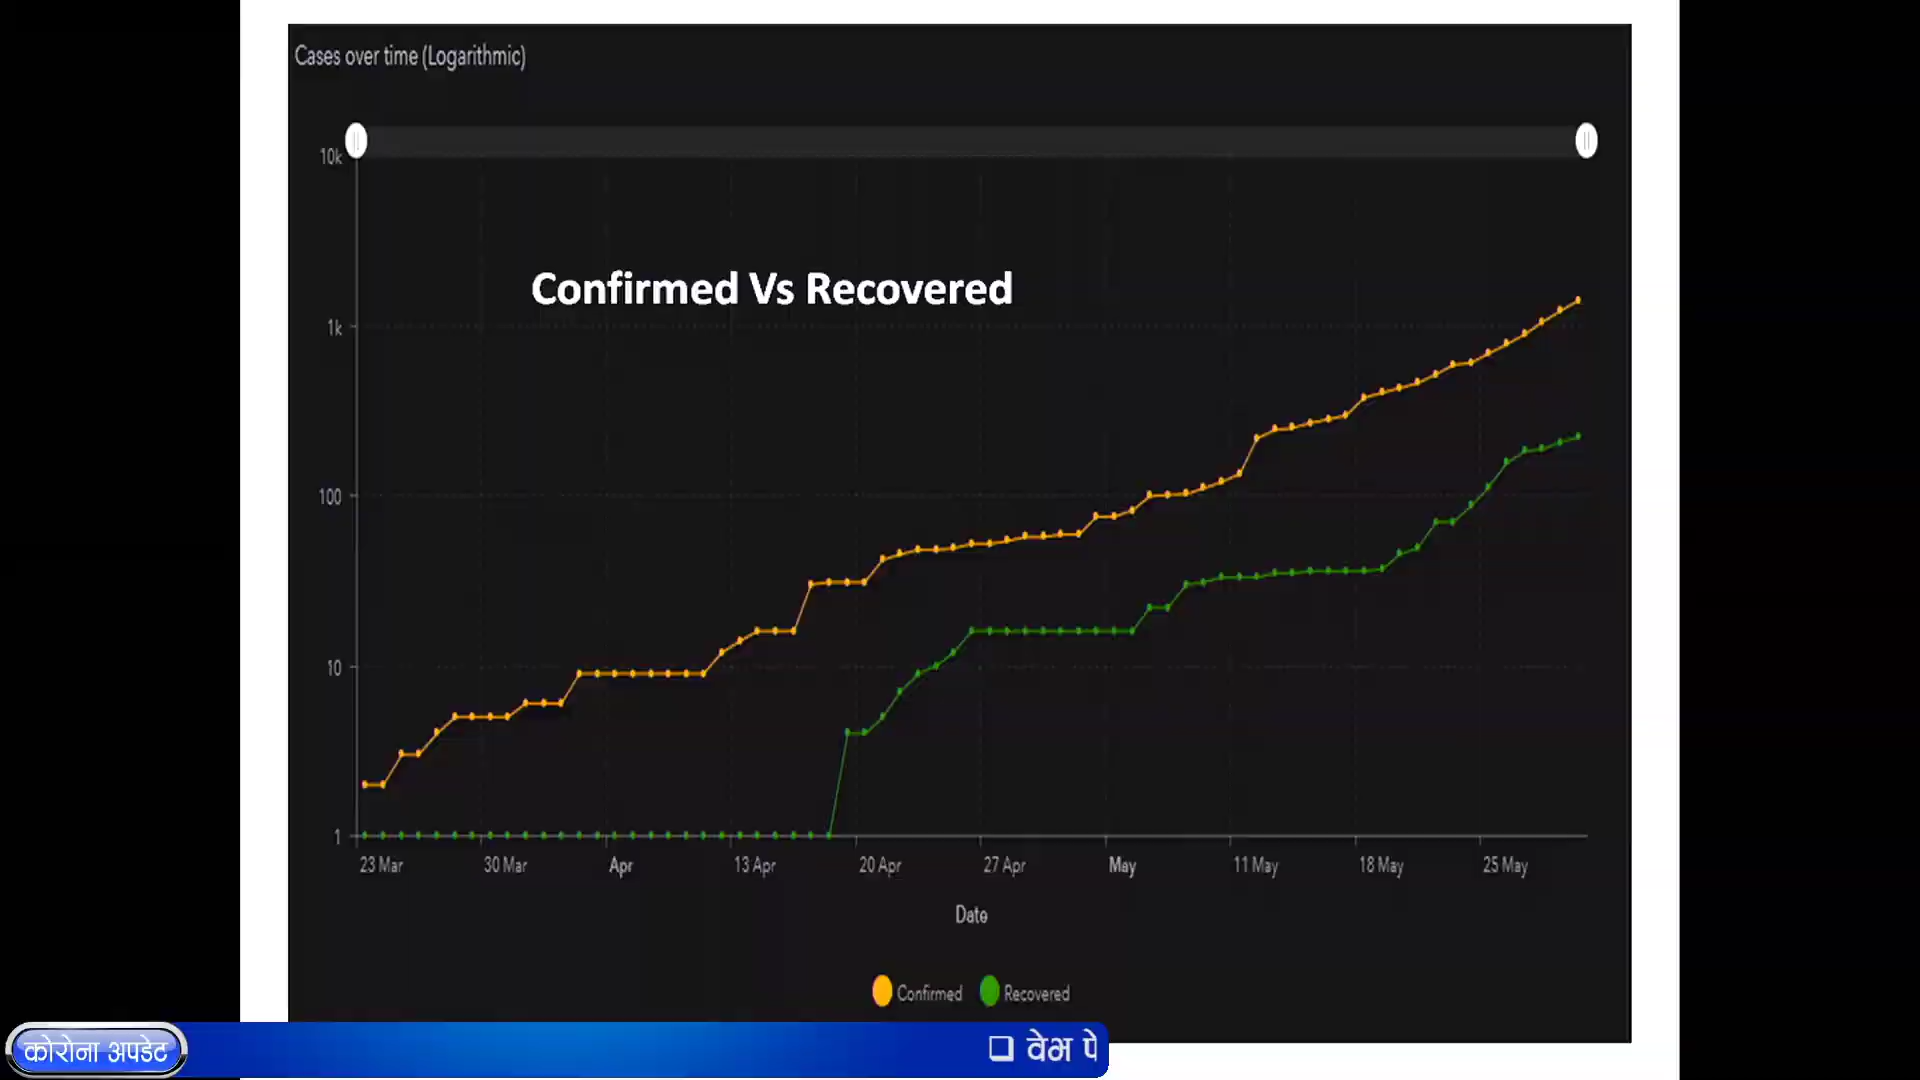 Cases over time (Logarithmic)
10k
Confirmed Vs Recovered
1k
100
10
1
23 Mar 30 Mar Apr 13 Apr 20 Apr 27 Apr May 11 May 18 May 25 May
Date
Confirmed Recovered
कोरोना अपडेट
❑ वेभ पे